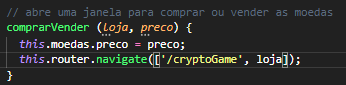 // abre uma janela para comprar ou vender as moedas
comprarVender (loja, preco) {
this.moedas.preco = preco;
this.router.navigate(['/cryptoGame', loja]);
}